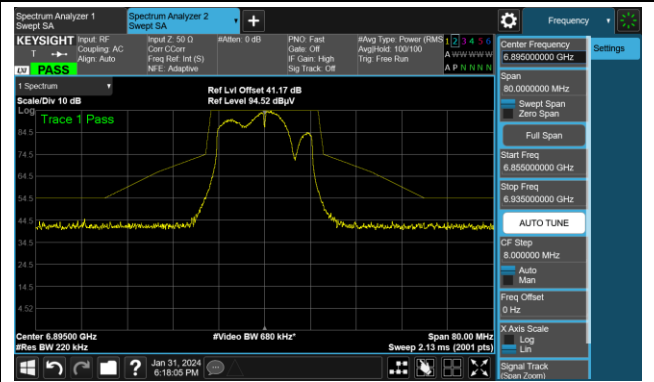 Spectrum Analyzer 1
Swept SA
Spectrum Analyzer 2
Swept SA
+
Frequency
KEYSIGHT
Input: RF
Coupling: AC
Align: Auto
Input Z: 50 Ω
Corr CCorr
Freq Ref: Int (S)
NFE: Adaptive
#Atten: 0 dB
PNO: Fast
Gate: Off
IF Gain: High
Sig Track: Off
#Avg Type: Power (RMS
Avg|Hold: 100/100
Trig: Free Run
1 2 3 4 5 6
A W W W W W
A P N N N N
T
LXI
PASS
1 Spectrum
Scale/Div 10 dB
Ref Lvl Offset 41.17 dB
Ref Level 94.52 dBµV
Log
Trace 1 Pass
84.5
74.5
64.5
54.5
44.5
34.5
24.5
14.5
4.52
Center 6.89500 GHz
#Res BW 220 kHz
#Video BW 680 kHz*
Span 80.00 MHz
Sweep 2.13 ms (2001 pts)
Center Frequency
6.895000000 GHz
Settings
Span
80.0000000 MHz
Swept Span
Zero Span
Full Span
Start Freq
6.855000000 GHz
Stop Freq
6.935000000 GHz
AUTO TUNE
CF Step
8.000000 MHz
Auto
Man
Freq Offset
0 Hz
X Axis Scale
Log
Lin
Signal Track
(Span Zoom)
?
Jan 31, 2024
6:18:05 PM